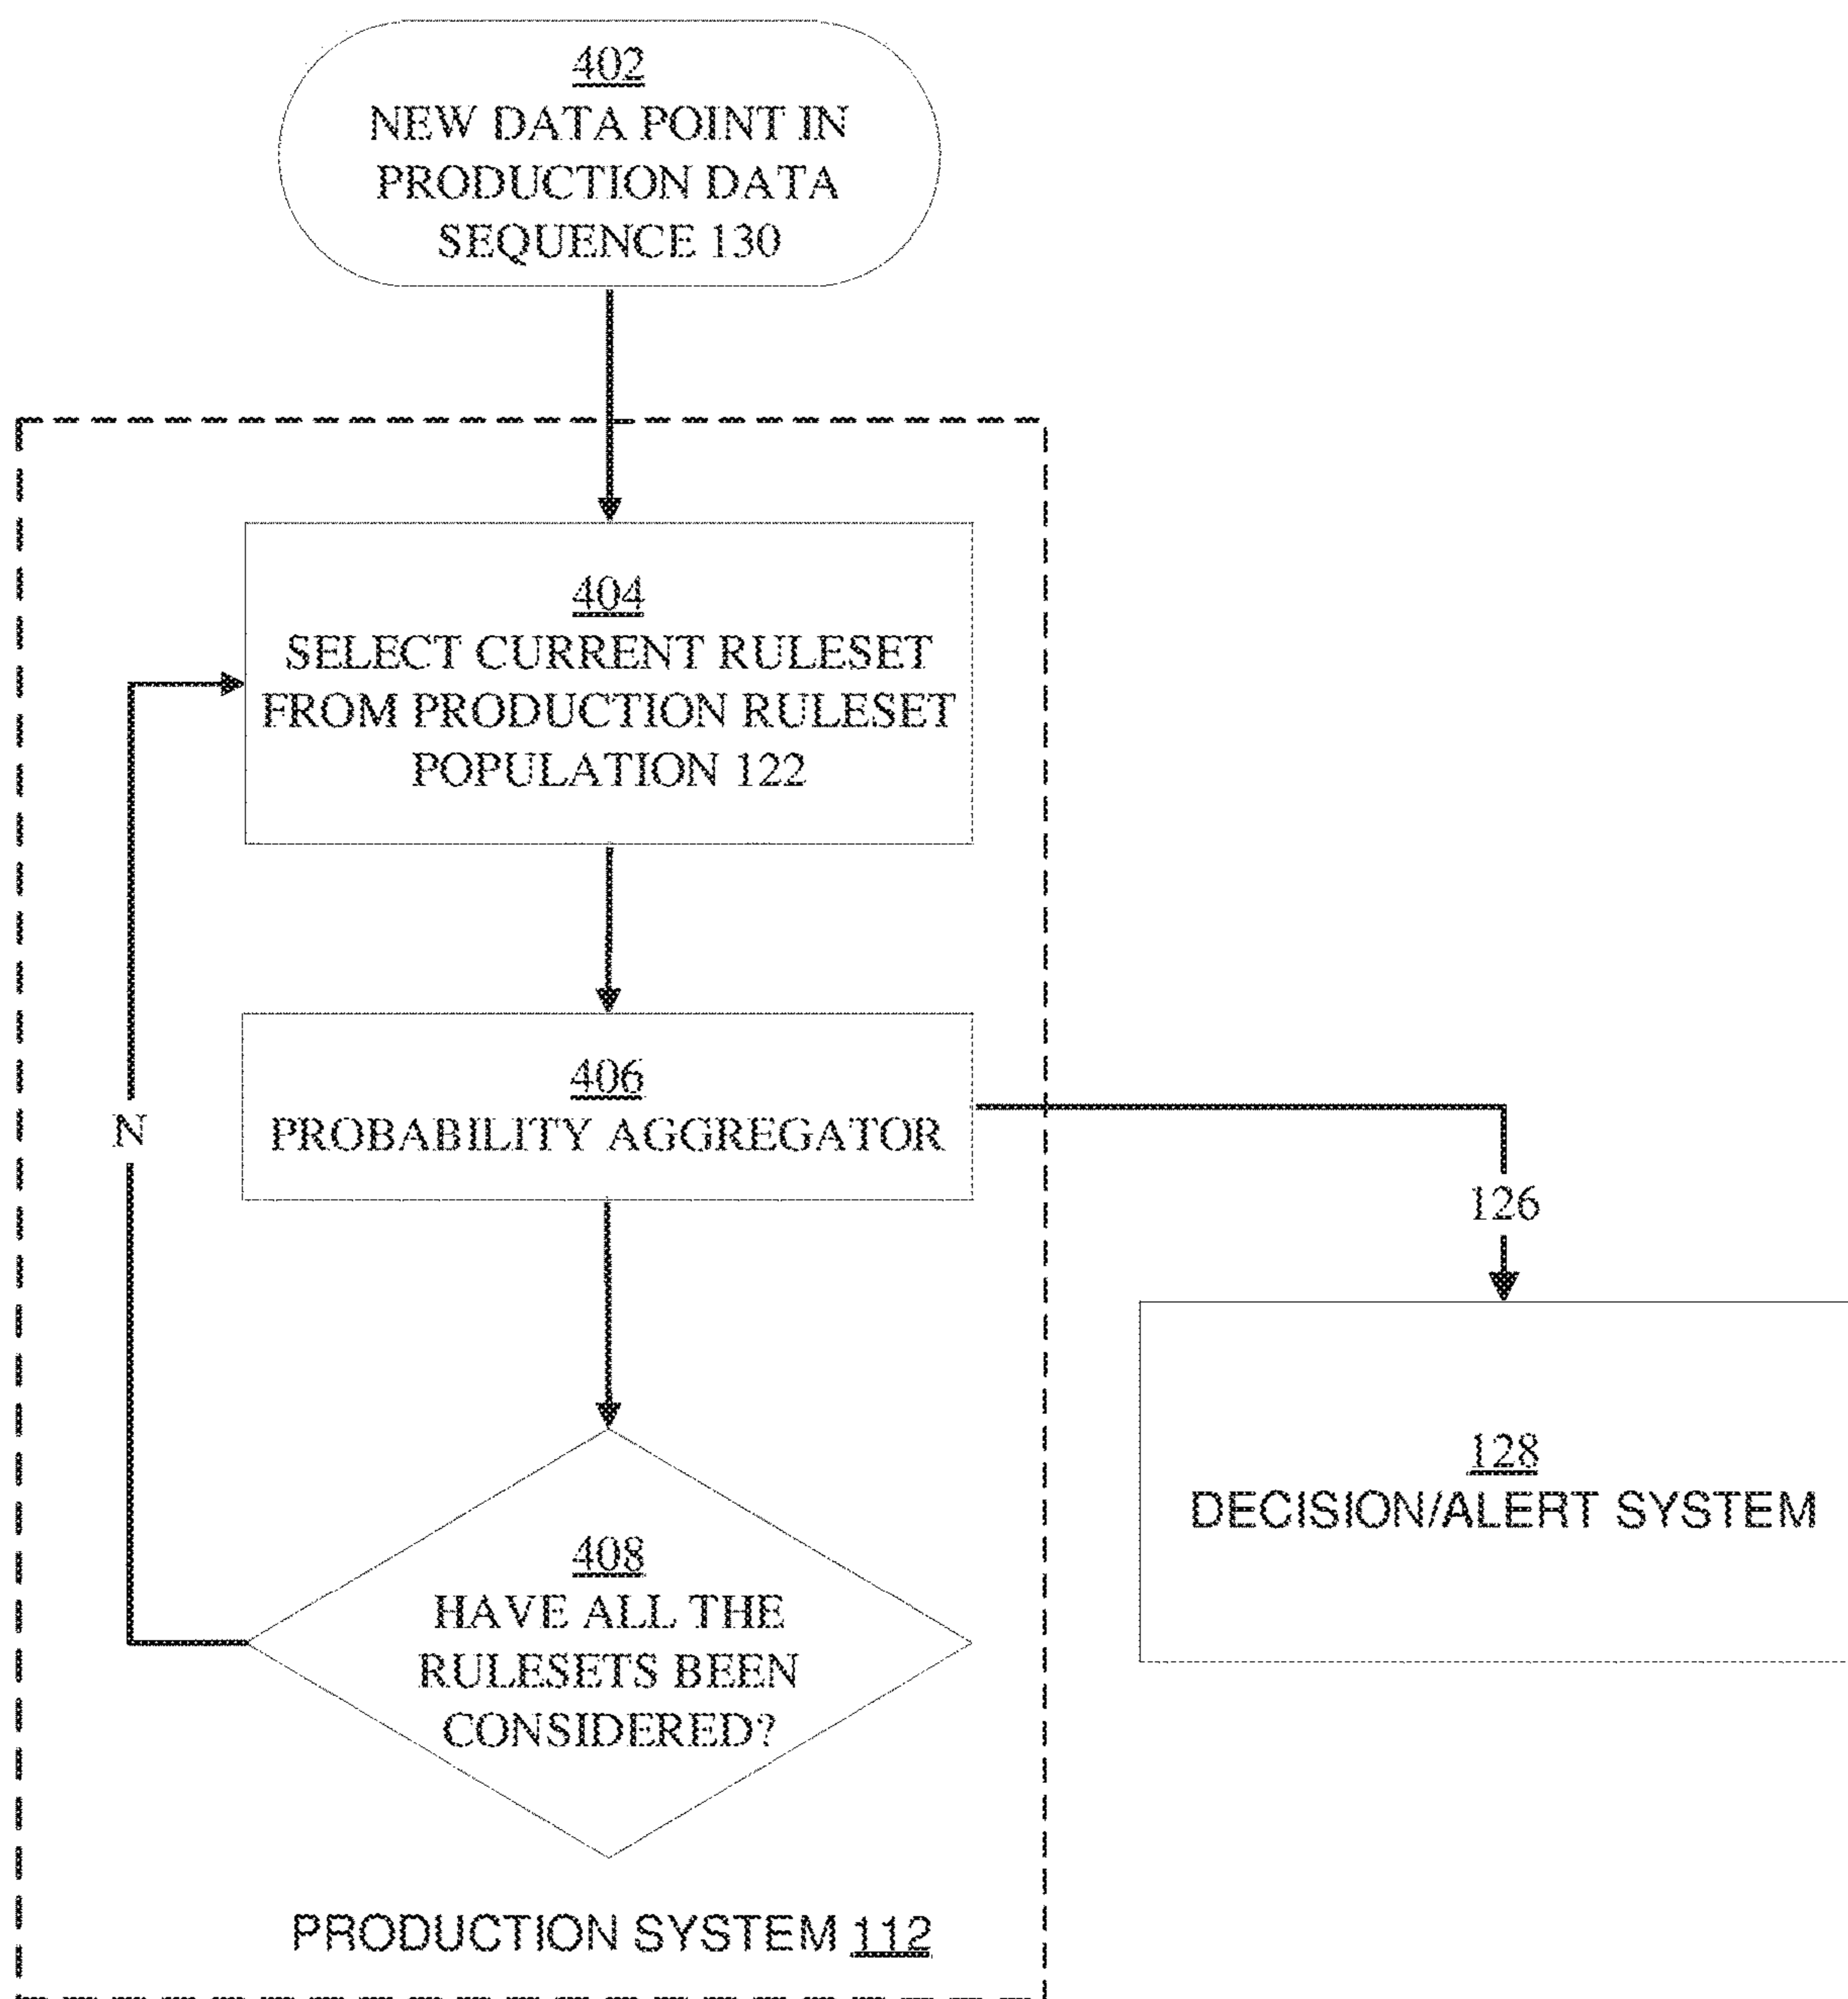 402
NEW DATA POINT IN
PRODUCTION DATA
SEQUENCE 130
404
SELECT CURRENT RULESET
FROM PRODUCTION RULESET
POPULATION 122
406
PROBABILITY AGGREGATOR
N
126
128
DECISION/ALERT SYSTEM
408
HAVE ALL THE
RULESETS BEEN
CONSIDERED?
PRODUCTION SYSTEM 112